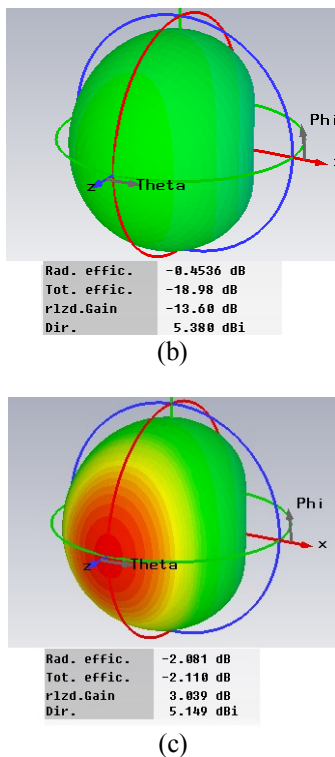 Phi
z Theta
Rad. effic. -0.4536 dB
Tot. effic. -18.98 dB
rlzd.Gain -13.60 dB
Dir. 5.380 dBi
(b)
Phi
x
z Theta
Rad. effic. -2.081 dB
Tot. effic. -2.110 dB
rlzd.Gain 3.039 dB
Dir. 5.149 dBi
(c)